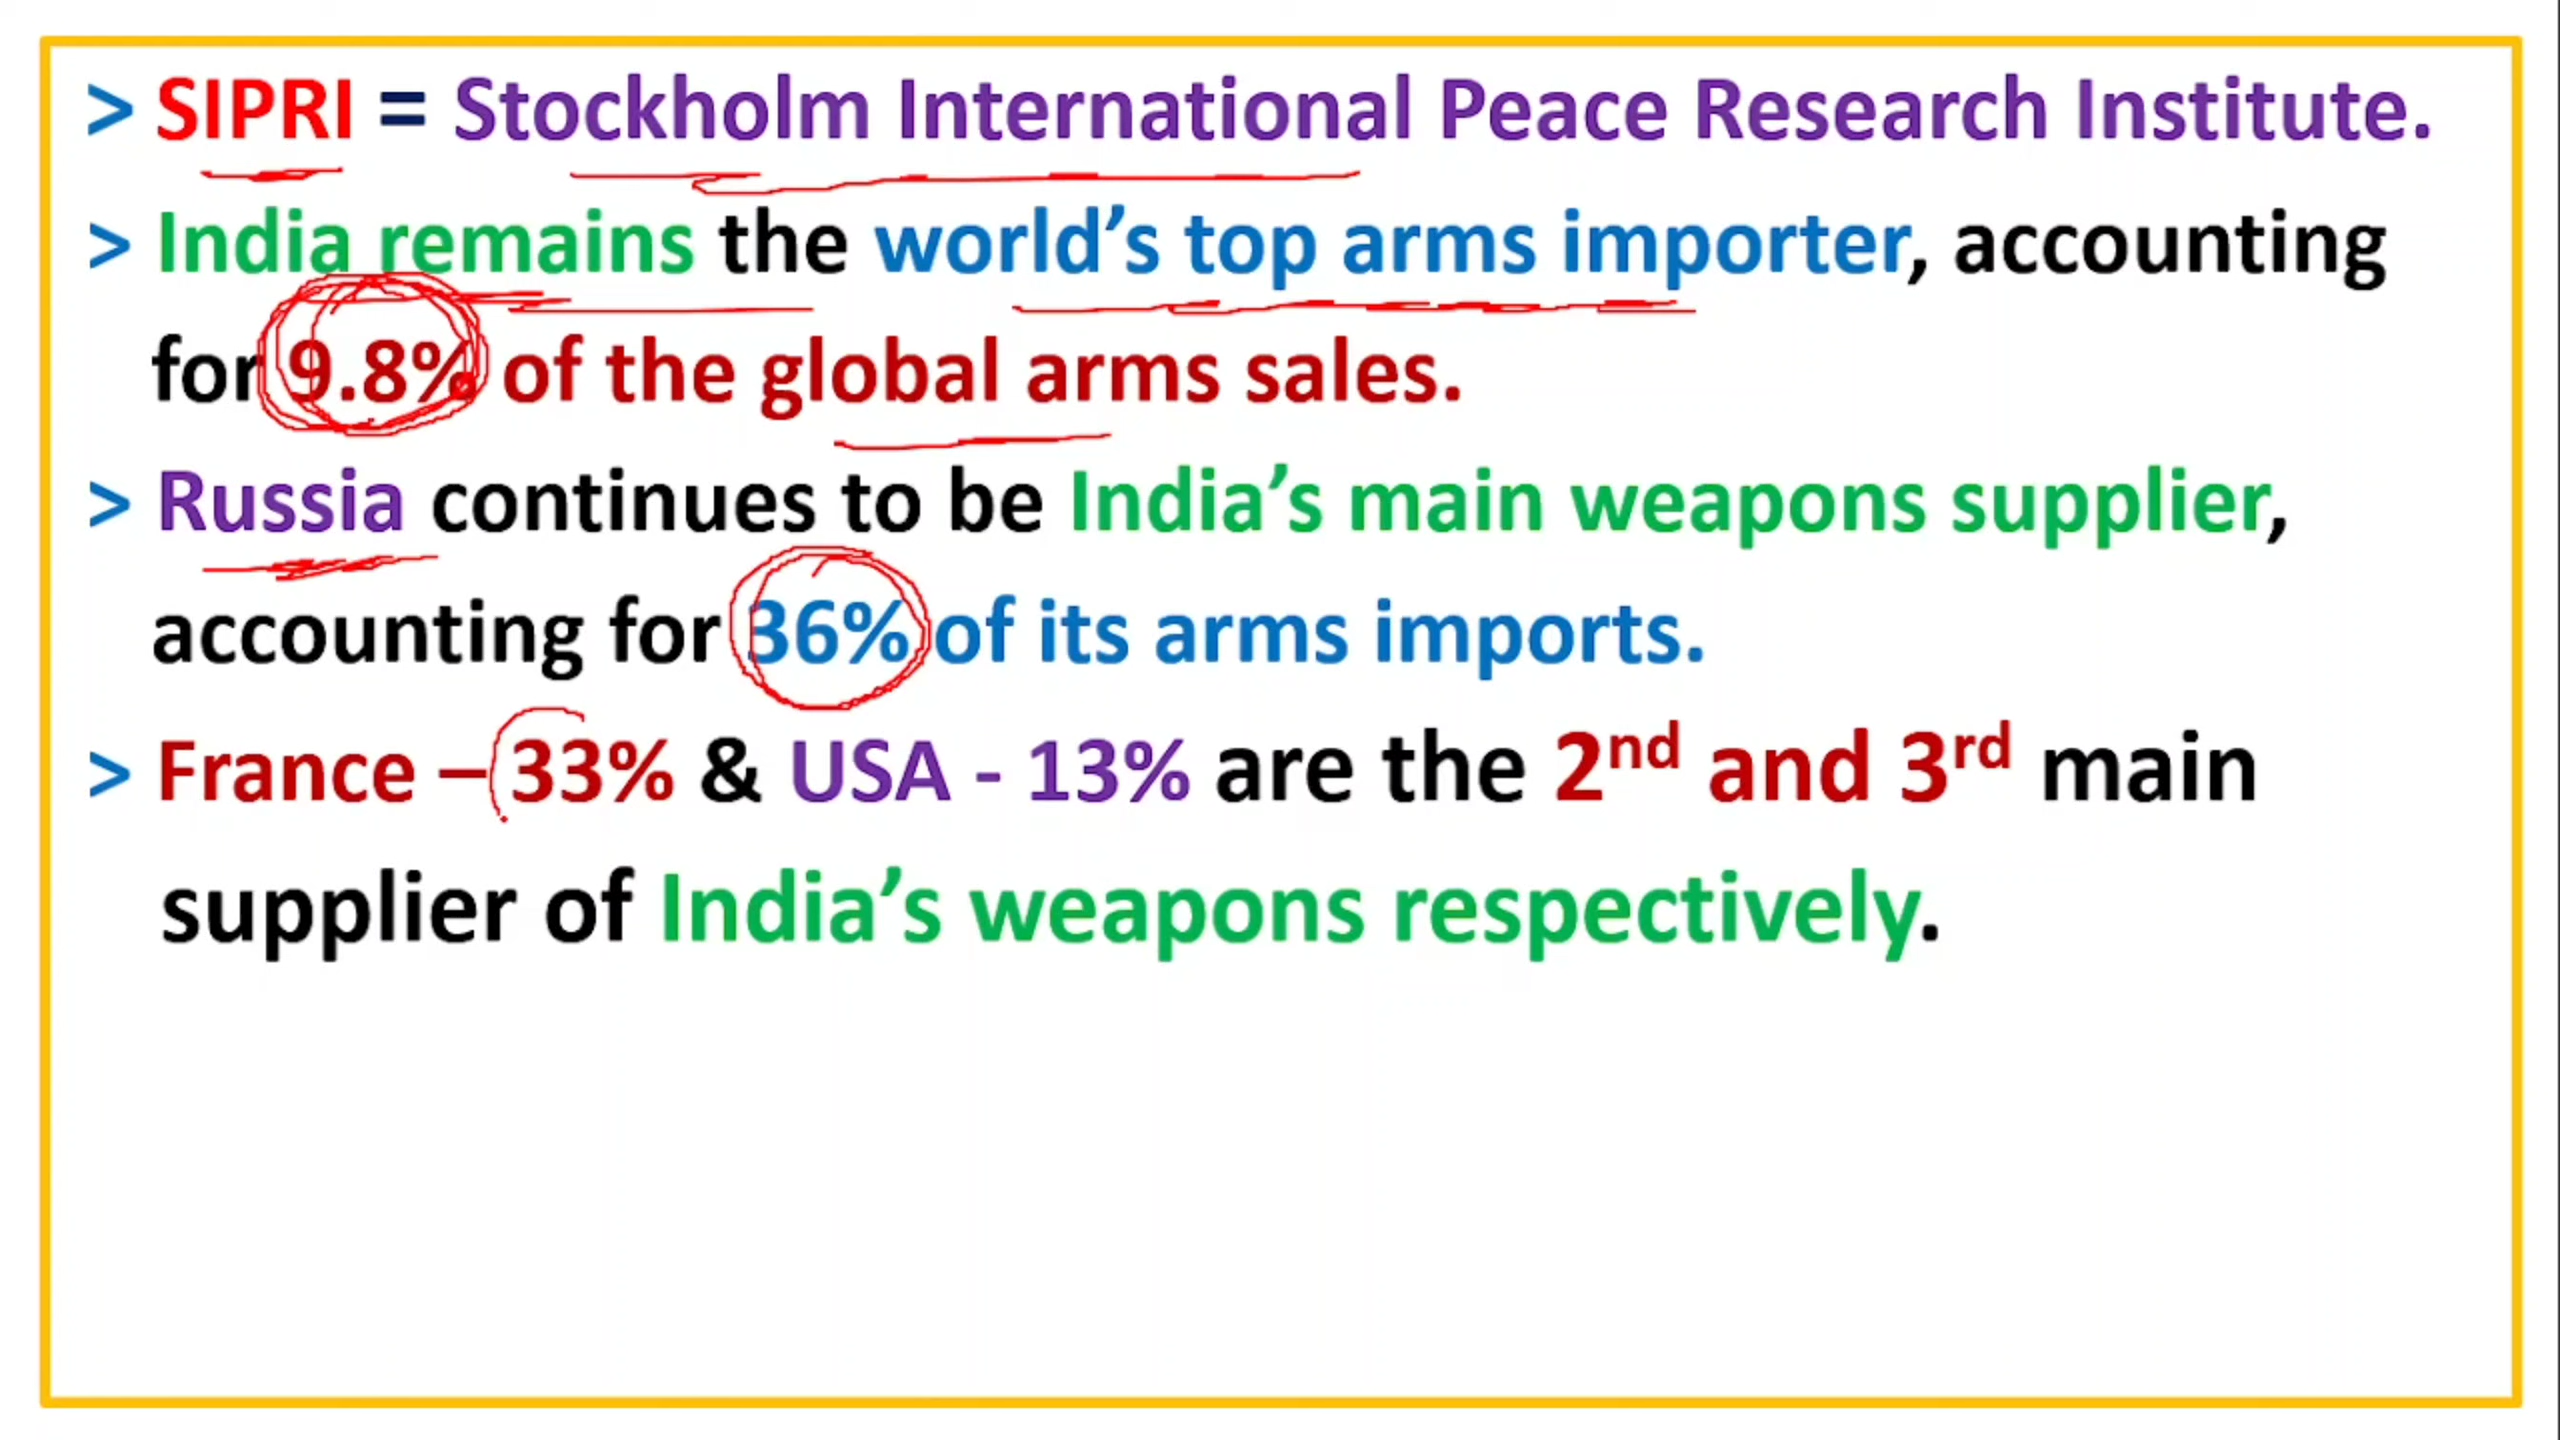 > SIPRI = Stockholm International Peace Research Institute.
> India remains the world’s top arms importer, accounting
for 9.8% of the global arms sales.
> Russia continues to be India’s main weapons supplier,
accounting for 36% of its arms imports.
> France – 33% & USA - 13% are the 2nd and 3rd main
supplier of India’s weapons respectively.